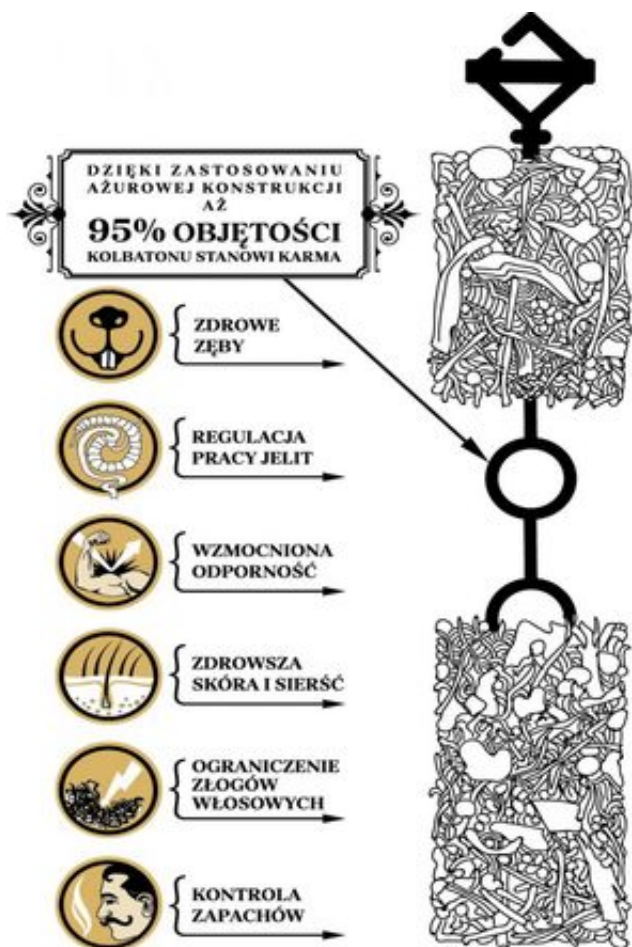 DZIĘKI ZASTOSOWANIU
AŻUROWEJ KONSTRUKCJI
AŻ
95% OBJĘTOŚCI
KOLBATONU STANOWI KARMA
ZDROWE
ZĘBY
REGULACJA
PRACY JELIT
WZMOCNIONA
ODPORNOŚĆ
ZDROWSZA
SKÓRA I SIERŚĆ
OGRANICZENIE
ZŁOGÓW
WŁOSOWYCH
KONTROLA
ZAPACHÓW